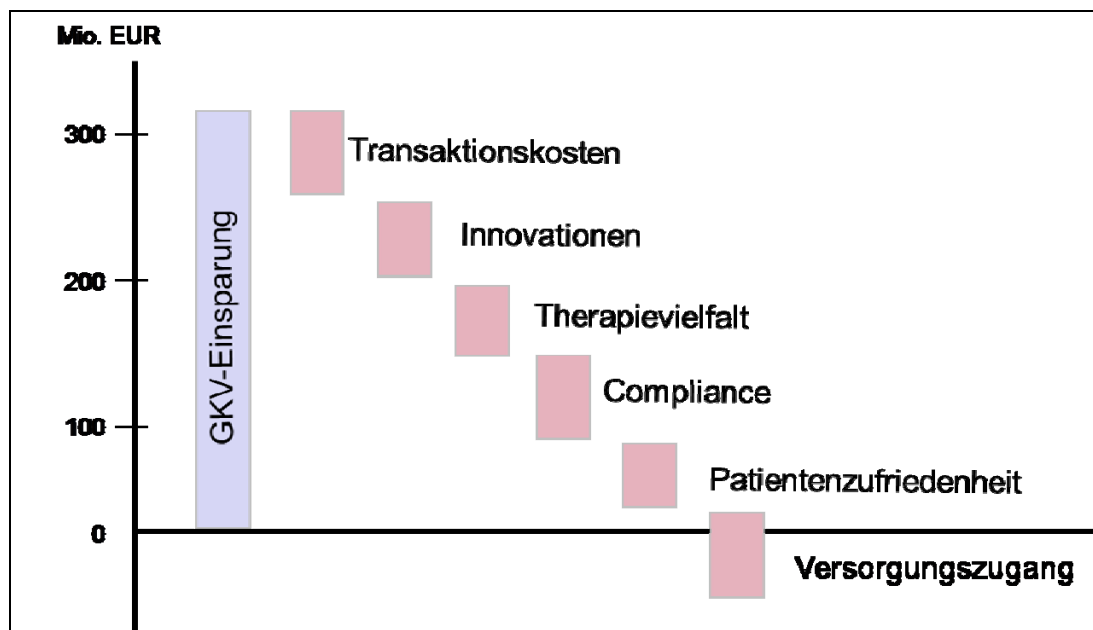 Mio. EUR
300
Transaktionskosten
Innovationen
200
Therapievielfalt
GKV-Einsparung
Compliance
100
Patientenzufriedenheit
0
Versorgungszugang